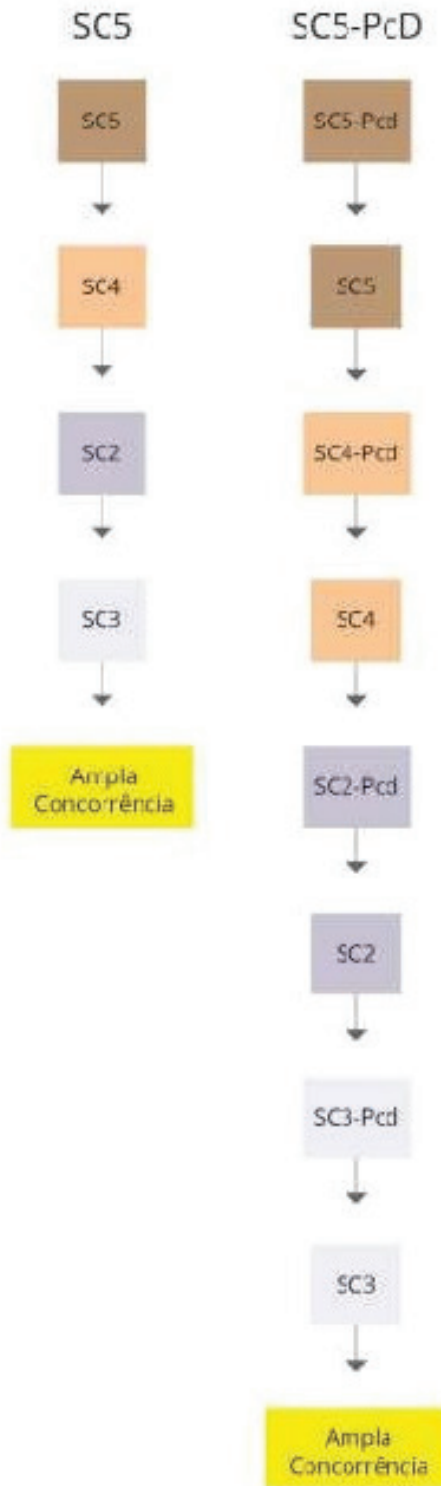 SC5
SC5
SC4
SC2
SC3
Ampla
Concorrência
SC5-PcD
SC5-Pcd
SC5
SC4-Pcd
SC4
SC2-Pcd
SC2
SC3-Pcd
SC3
Ampla
Concorrência